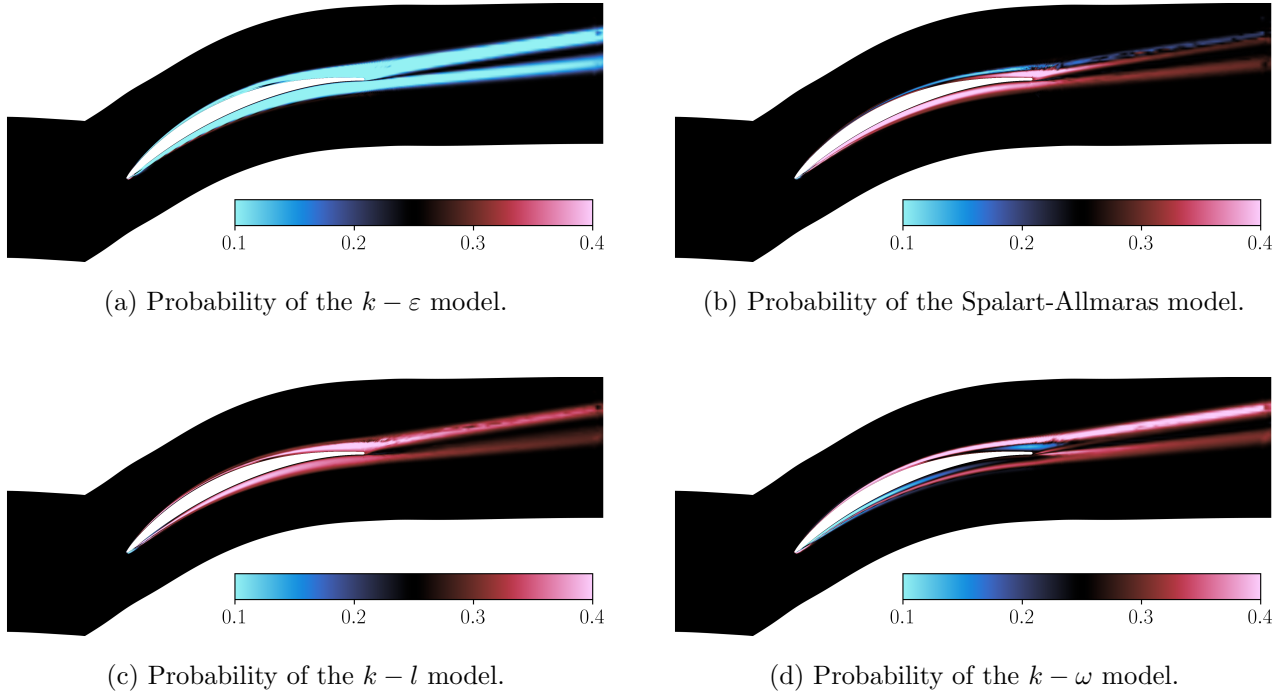 0.1 0.2 0.3 0.4
0.1 0.2 0.3 0.4
(a) Probability of the k − ε model.
(b) Probability of the Spalart-Allmaras model.
0.1 0.2 0.3 0.4
0.1 0.2 0.3 0.4
(c) Probability of the k − l model.
(d) Probability of the k − ω model.